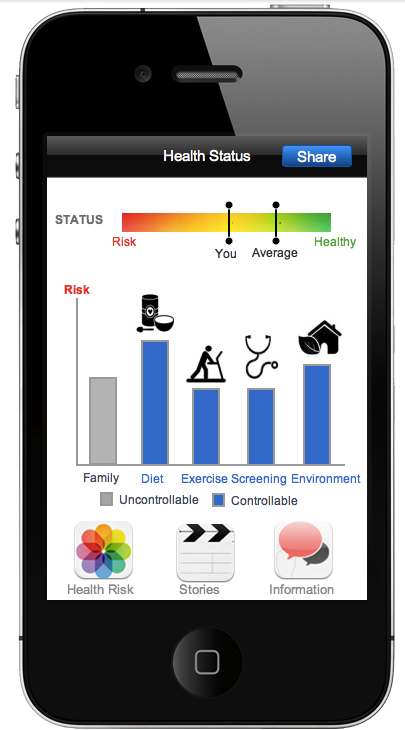 Health Status
Share
STATUS
Risk
Healthy
You
Average
Risk
Family
Diet
Exercise
Screening
Environment
Uncontrollable
Controllable
Health Risk
Stories
Information